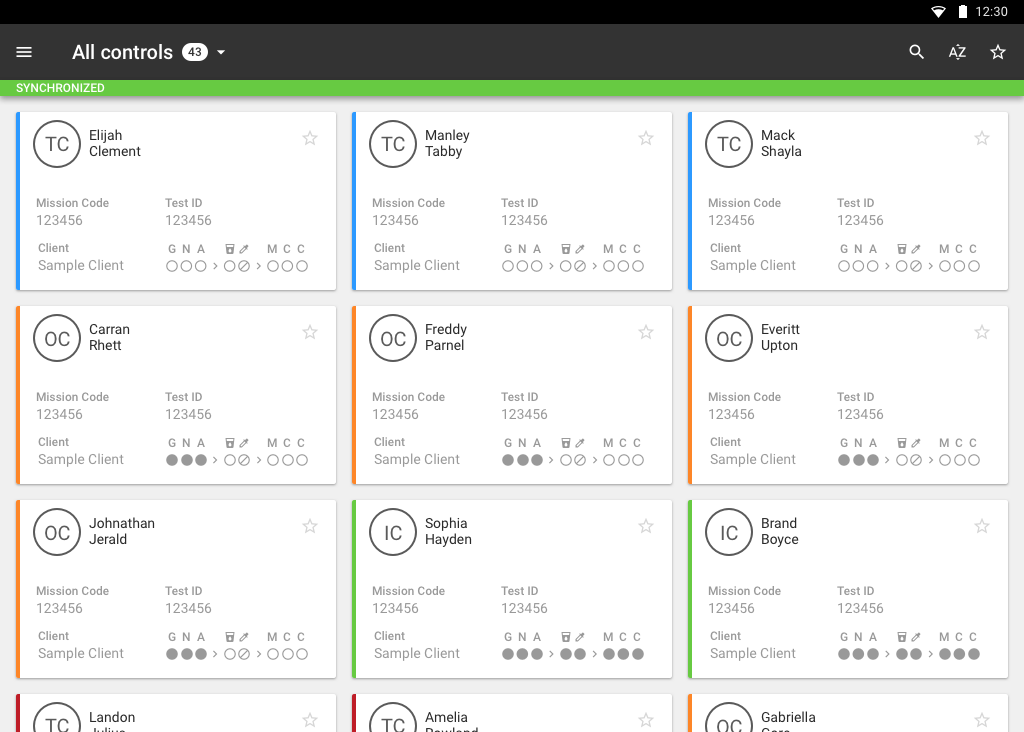 12:30
All controls 43
AZ
SYNCHRONIZED
TC
Elijah
Clement
Mission Code
Test ID
123456
123456
Client
G N A
M C C
Sample Client
TC
Manley
Tabby
Mission Code
Test ID
123456
123456
Client
G N A
M C C
Sample Client
TC
Mack
Shayla
Mission Code
Test ID
123456
123456
Client
G N A
M C C
Sample Client
OC
Carran
Rhett
Mission Code
Test ID
123456
123456
Client
G N A
M C C
Sample Client
OC
Freddy
Parnel
Mission Code
Test ID
123456
123456
Client
G N A
M C C
Sample Client
OC
Everitt
Upton
Mission Code
Test ID
123456
123456
Client
G N A
M C C
Sample Client
OC
Johnathan
Jerald
Mission Code
Test ID
123456
123456
Client
G N A
M C C
Sample Client
IC
Sophia
Hayden
Mission Code
Test ID
123456
123456
Client
G N A
M C C
Sample Client
IC
Brand
Boyce
Mission Code
Test ID
123456
123456
Client
G N A
M C C
Sample Client
TC
Landon
TC
Amelia
OC
Gabriella